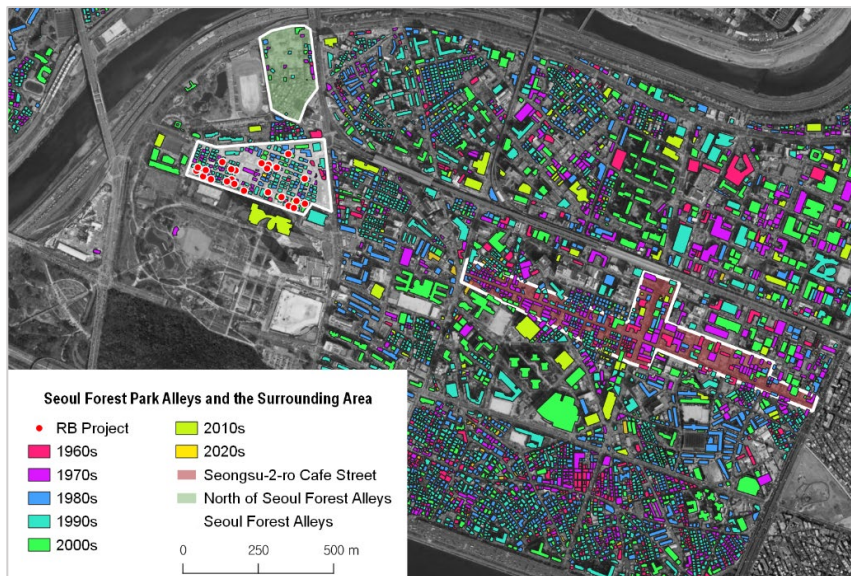 Seoul Forest Park Alleys and the Surrounding Area
RB Project
1960s
1970s
1980s
1990s
2000s
2010s
2020s
Seongsu-2-ro Cafe Street
North of Seoul Forest Alleys
Seoul Forest Alleys
0 250 500 m